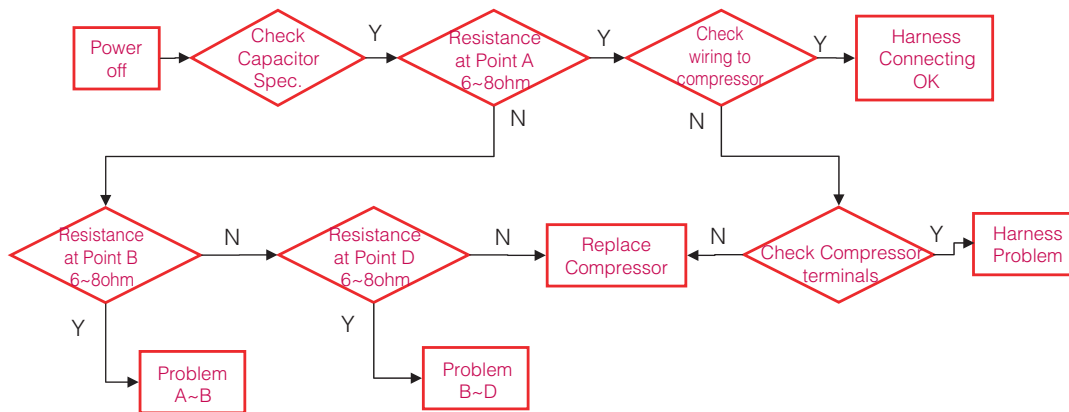 Power
off
Check
Capacitor
Spec.
Y
Resistance
at Point A
6~8ohm
Y
Check
wiring to
compressor
Y
Harness
Connecting
OK
N
N
Resistance
at Point B
6~8ohm
N
Resistance
at Point D
6~8ohm
N
Replace
Compressor
N
Check Compressor
terminals
Y
Harness
Problem
Y
Problem
A~B
Y
Problem
B~D